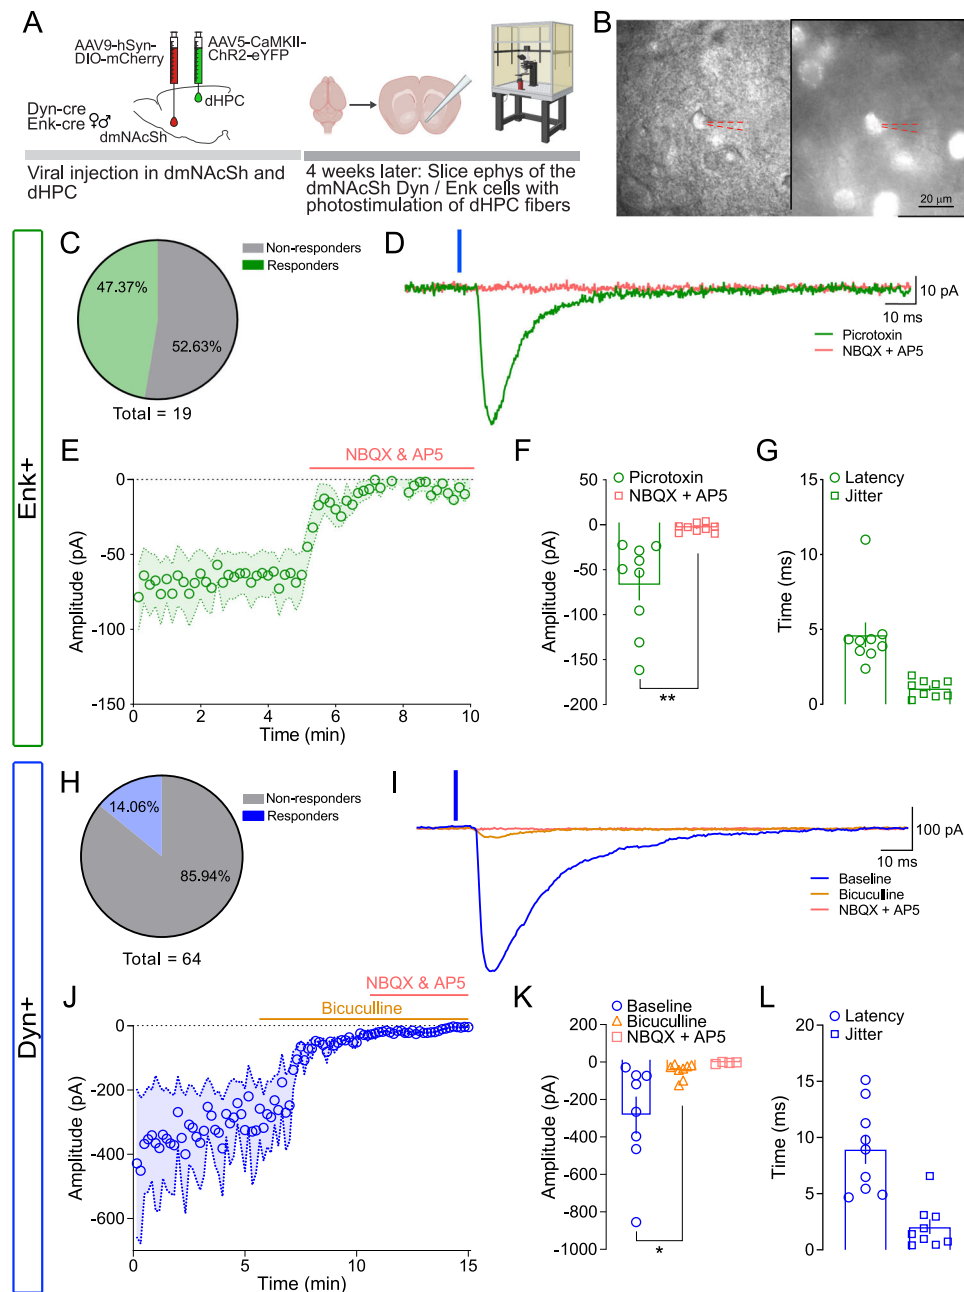 A
AAV9-hSyn-
DIO-mCherry
AAV5-CaMKII-
ChR2-eYFP
dHPC
Dyn-cre
Enk-cre ♀♂
dmNAcSh
Viral injection in dmNAcSh and
dHPC
4 weeks later: Slice ephys of the
dmNAcSh Dyn / Enk cells with
photostimulation of dHPC fibers
B
20 μm
Enk+
C
Non-responders
Responders
47.37%
52.63%
Total = 19
D
10 pA
10 ms
Picrotoxin
NBQX + AP5
E
NBQX & AP5
Amplitude (pA)
0
-50
-100
-150
0 2 4 6 8 10
Time (min)
F
Picrotoxin
NBQX + AP5
Amplitude (pA)
50
0
-50
-100
-150
-200
**
G
Latency
Jitter
Time (ms)
15
10
5
0
Dyn+
H
Non-responders
Responders
14.06%
85.94%
Total = 64
I
100 pA
10 ms
Baseline
Bicuculline
NBQX + AP5
J
NBQX & AP5
Bicuculline
Amplitude (pA)
0
-200
-400
-600
0 5 10 15
Time (min)
K
Baseline
Bicuculline
NBQX + AP5
Amplitude (pA)
200
0
-200
-400
-600
-800
-1000
*
L
Latency
Jitter
Time (ms)
20
15
10
5
0